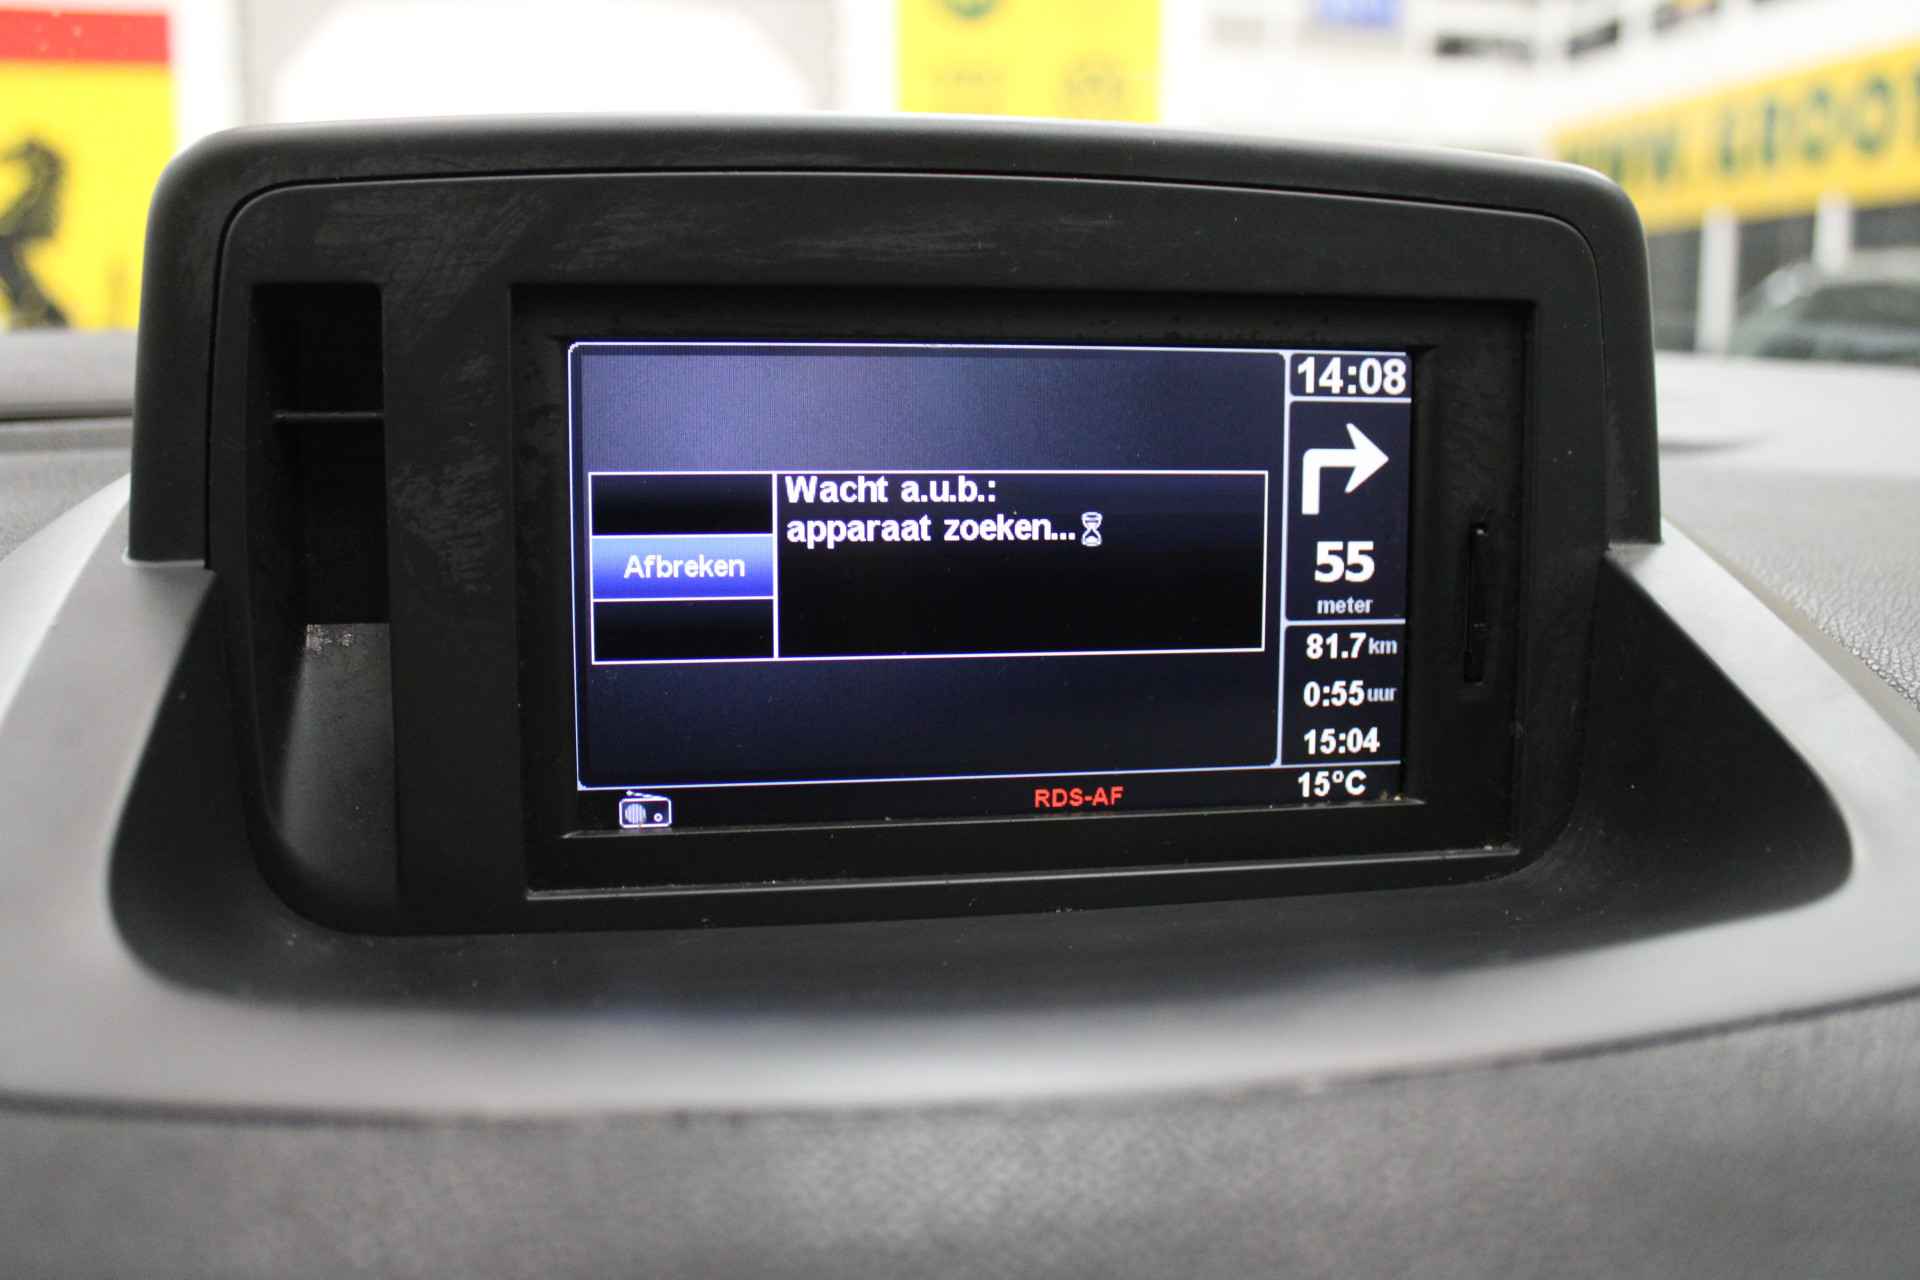 14:08
Wacht a.u.b.:
apparaat zoeken...
Afbreken
55
meter
81.7 km
0:55 uur
15:04
RDS-AF
15°C